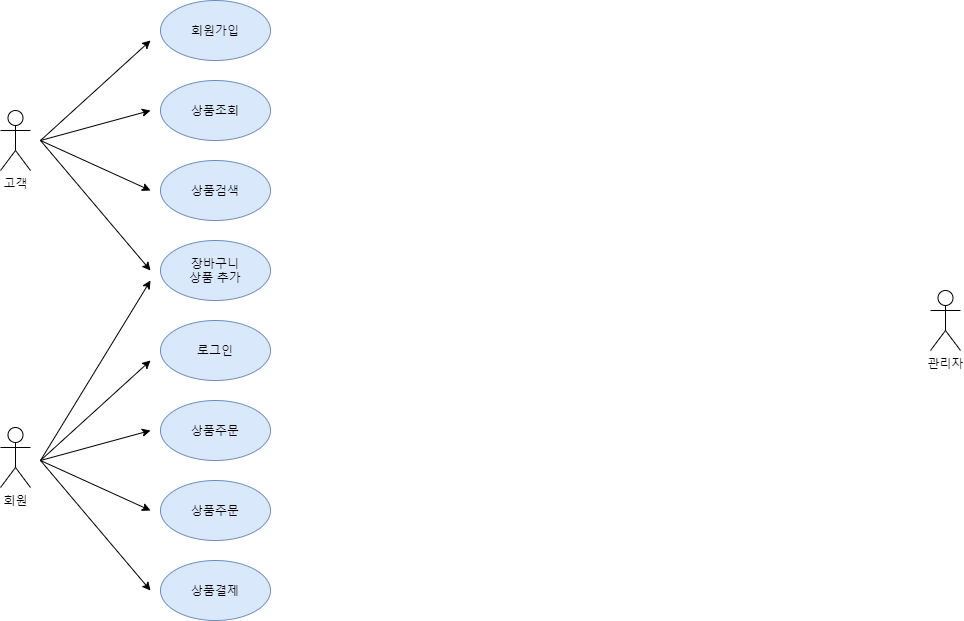 회원가입
상품조회
고객
상품검색
장바구니
상품 추가
로그인
관리자
상품주문
회원
상품주문
상품결제